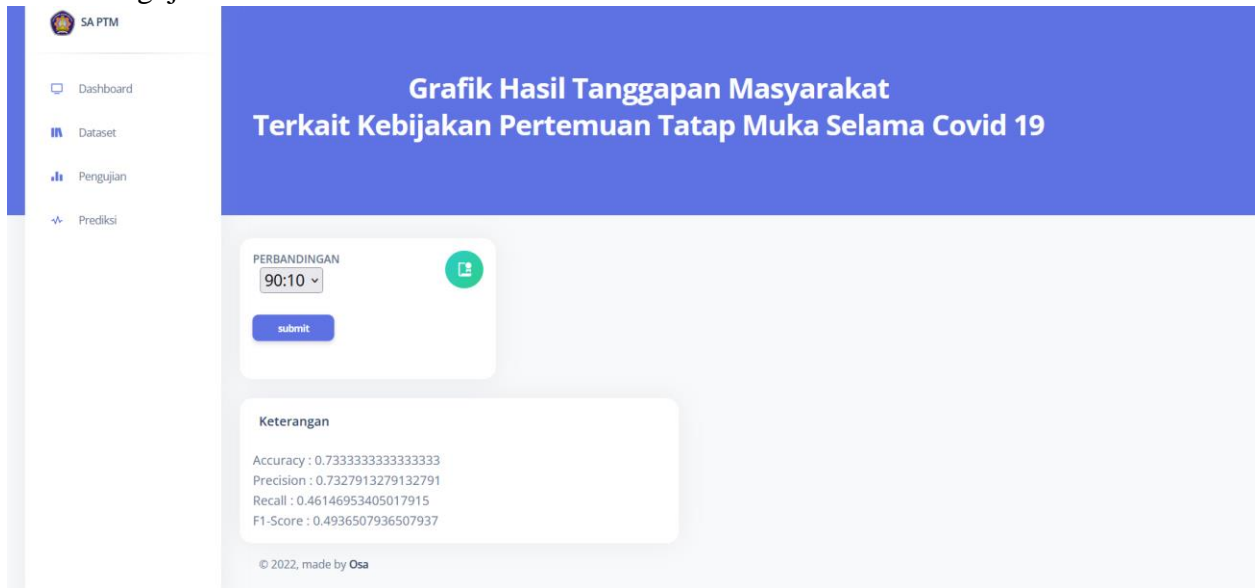 SA PTM
Dashboard
Dataset
Pengujian
Prediksi
Grafik Hasil Tanggapan Masyarakat
Terkait Kebijakan Pertemuan Tatap Muka Selama Covid 19
PERBANDINGAN
90:10
submit
Keterangan
Accuracy : 0.7333333333333333
Precision : 0.7327913279132791
Recall : 0.46146953405017915
F1-Score : 0.4936507936507937
© 2022, made by Osa